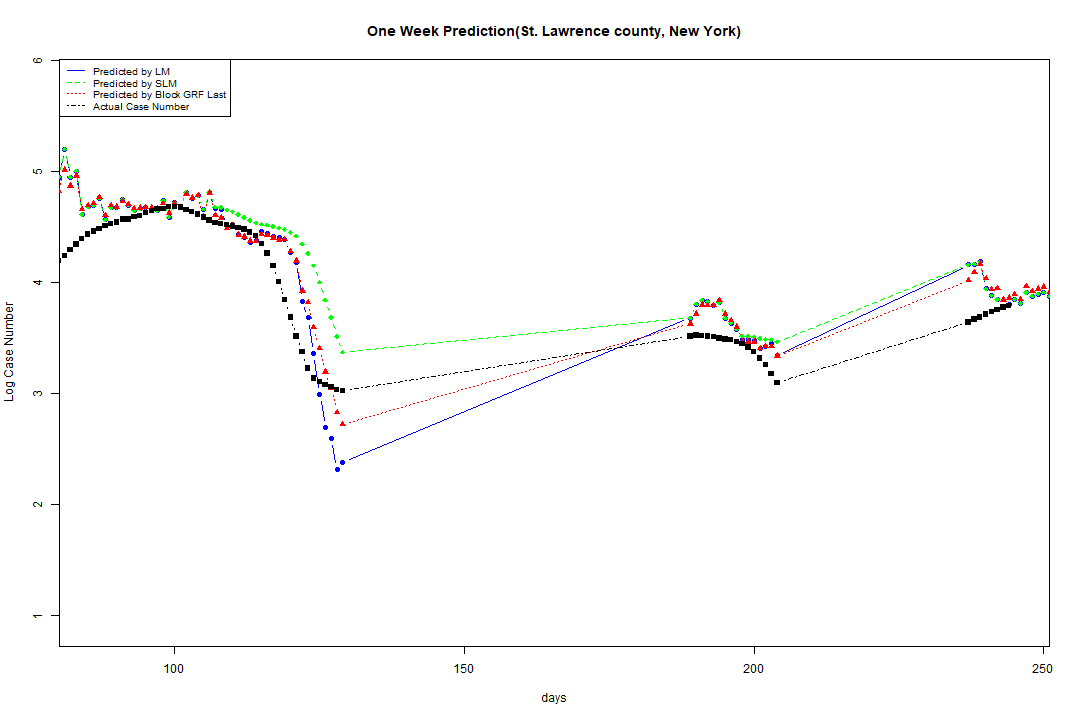 One Week Prediction(St. Lawrence county, New York)
Predicted by LM
Predicted by SLM
Predicted by Block GRF Last
Actual Case Number
6
5
4
3
2
1
Log Case Number
100
150
200
250
days